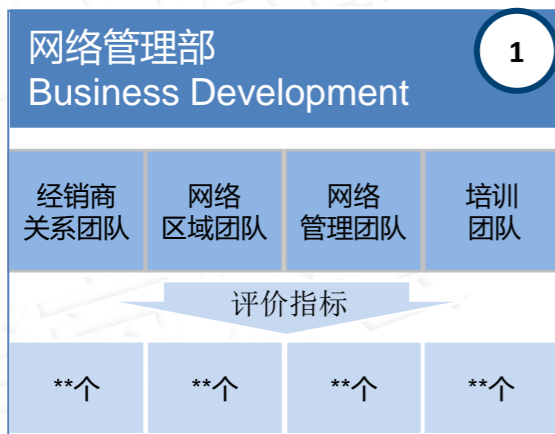 网络管理部
Business Development
1
经销商
关系团队
网络
区域团队
网络
管理团队
培训
团队
评价指标
**个
**个
**个
**个